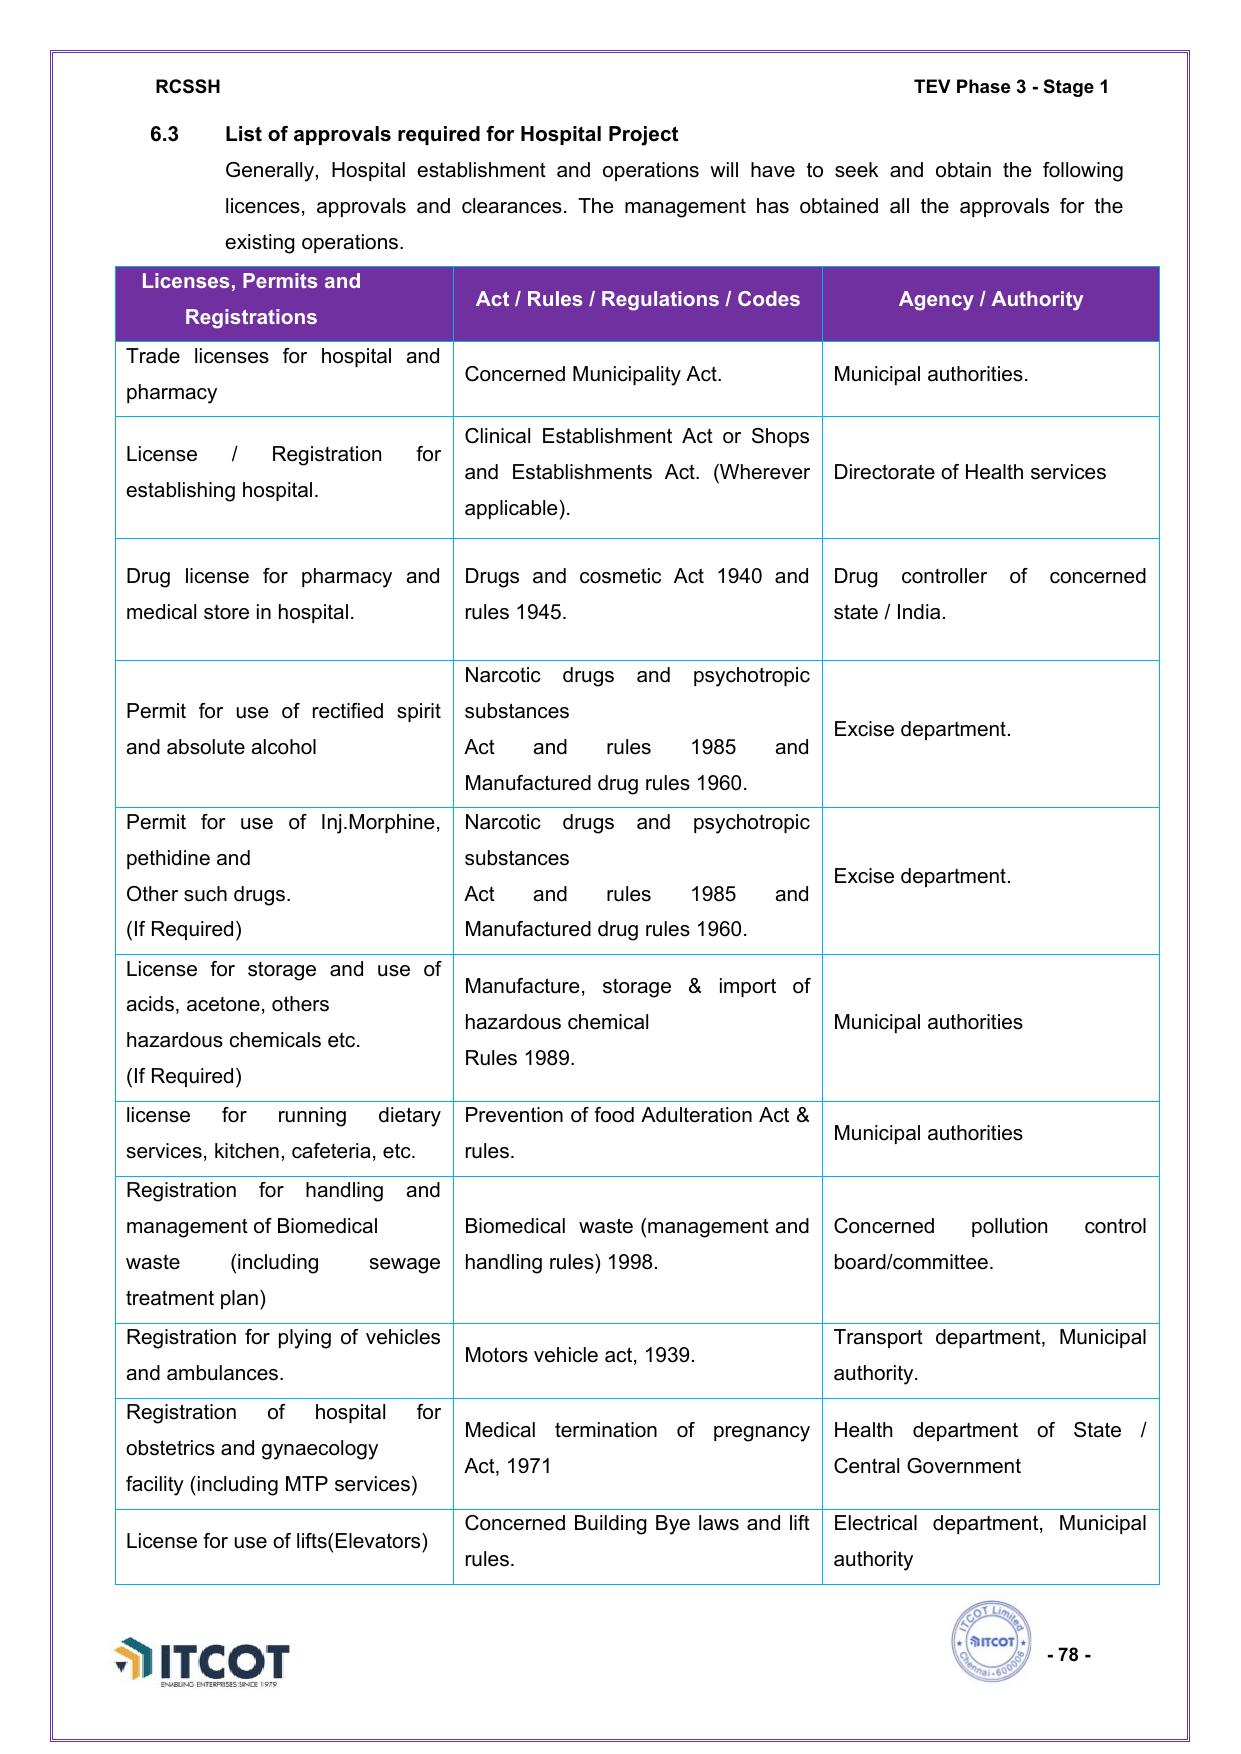 RCSSH
TEV Phase 3 - Stage 1
6.3 List of approvals required for Hospital Project
Generally, Hospital establishment and operations will have to seek and obtain the following
licences, approvals and clearances. The management has obtained all the approvals for the
existing operations.
Licenses, Permits and
Registrations
Act / Rules / Regulations / Codes
Agency / Authority
Trade licenses for hospital and
pharmacy
Concerned Municipality Act.
Municipal authorities.
License / Registration for
establishing hospital.
Clinical Establishment Act or Shops
and Establishments Act. (Wherever
applicable).
Directorate of Health services
Drug license for pharmacy and
medical store in hospital.
Drugs and cosmetic Act 1940 and
rules 1945.
Drug controller of concerned
state / India.
Permit for use of rectified spirit
and absolute alcohol
Narcotic drugs and psychotropic
substances
Act and rules 1985 and
Manufactured drug rules 1960.
Excise department.
Permit for use of Inj.Morphine,
pethidine and
Other such drugs.
(If Required)
Narcotic drugs and psychotropic
substances
Act and rules 1985 and
Manufactured drug rules 1960.
Excise department.
License for storage and use of
acids, acetone, others
hazardous chemicals etc.
(If Required)
Manufacture, storage & import of
hazardous chemical
Rules 1989.
Municipal authorities
license for running dietary
services, kitchen, cafeteria, etc.
Prevention of food Adulteration Act &
rules.
Municipal authorities
Registration for handling and
management of Biomedical
waste (including sewage
treatment plan)
Biomedical waste (management and
handling rules) 1998.
Concerned pollution control
board/committee.
Registration for plying of vehicles
and ambulances.
Motors vehicle act, 1939.
Transport department, Municipal
authority.
Registration of hospital for
obstetrics and gynaecology
facility (including MTP services)
Medical termination of pregnancy
Act, 1971
Health department of State /
Central Government
License for use of lifts(Elevators)
Concerned Building Bye laws and lift
rules.
Electrical department, Municipal
authority
ITCOT
ENABLING ENTERPRISES SINCE 1979
ITCOT Limited
ITCOT
Chennai-600006
- 78 -